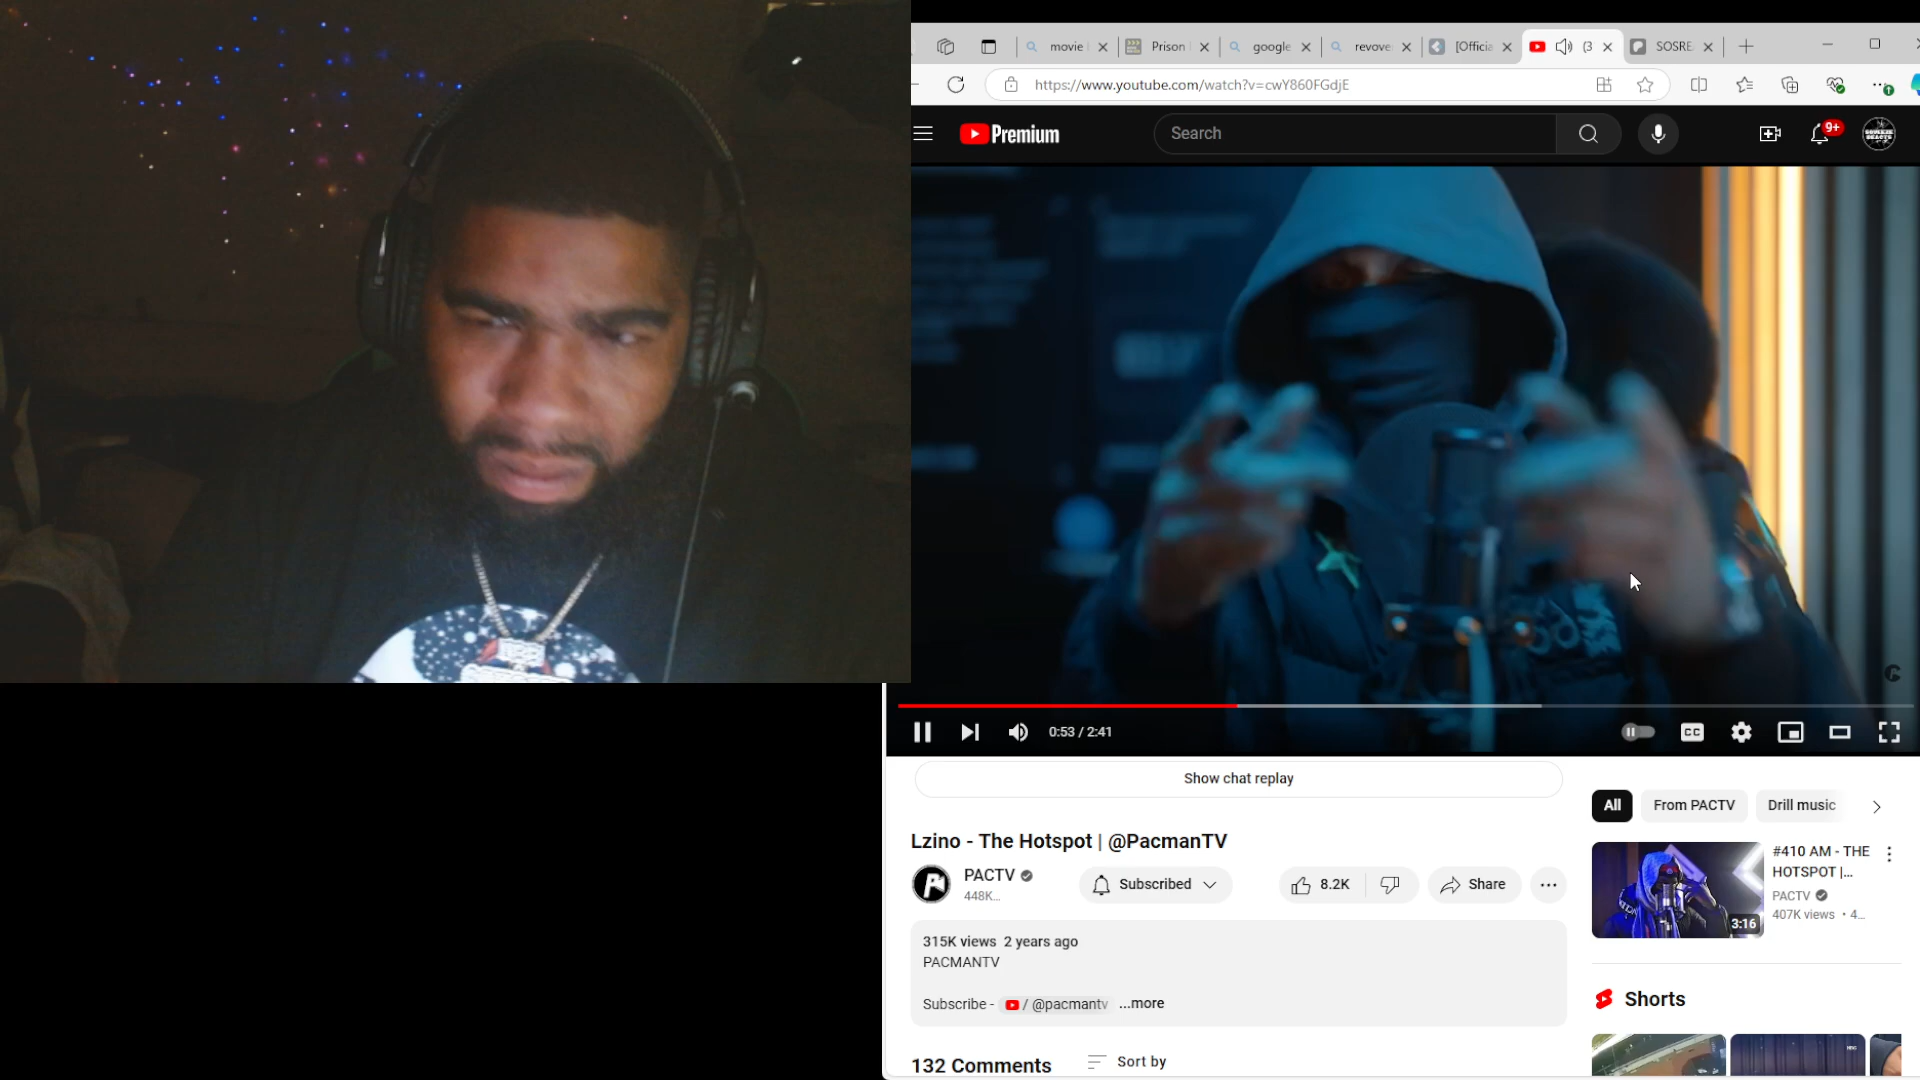 movie
Prison
google
revove
[Officia
(3
SOSRE
https://www.youtube.com/watch?v=cwY860FGdjE
Premium
Search
9+
0:53 / 2:41
CC
Show chat replay
All
From PACTV
Drill music
Lzino - The Hotspot | @PacmanTV
PACTV
448K...
Subscribed
8.2K
Share
#410 AM - THE
HOTSPOT |...
PACTV
407K views • 4...
3:16
315K views 2 years ago
PACMANTV
Subscribe - / @pacmantv ...more
Shorts
132 Comments
Sort by